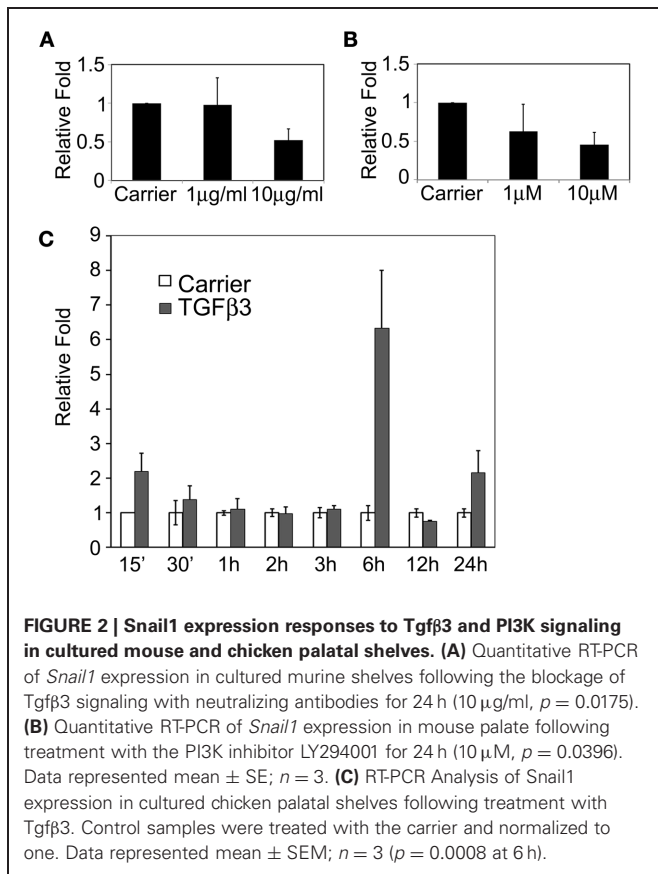 A
B
1.5
1
0.5
0
Relative Fold
Carrier 1μg/ml 10μg/ml
1.5
1
0.5
0
Relative Fold
Carrier 1μM 10μM
C
9
8
7
6
5
4
3
2
1
0
Relative Fold
Carrier
TGFβ3
15’ 30’ 1h 2h 3h 6h 12h 24h
FIGURE 2 | Snail1 expression responses to Tgfβ3 and PI3K signaling
in cultured mouse and chicken palatal shelves. (A) Quantitative RT-PCR
of Snail1 expression in cultured murine shelves following the blockage of
Tgfβ3 signaling with neutralizing antibodies for 24 h (10 μg/ml, p = 0.0175).
(B) Quantitative RT-PCR of Snail1 expression in mouse palate following
treatment with the PI3K inhibitor LY294001 for 24 h (10 μM, p = 0.0396).
Data represented mean ± SE; n = 3. (C) RT-PCR Analysis of Snail1
expression in cultured chicken palatal shelves following treatment with
Tgfβ3. Control samples were treated with the carrier and normalized to
one. Data represented mean ± SEM; n = 3 (p = 0.0008 at 6 h).